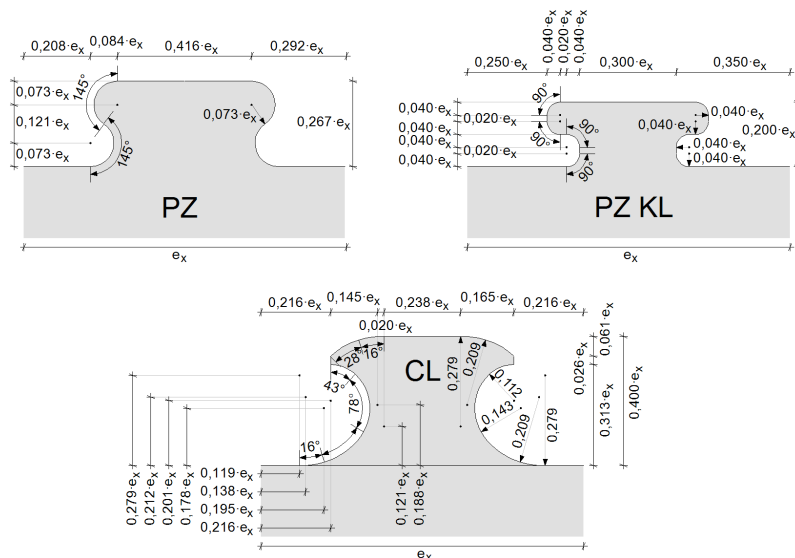 0,208·ex 0,084·ex 0,416·ex 0,292·ex
145°
0,073·ex
0,121·ex
0,073·ex
145°
0,073·ex
0,267·ex
PZ
ex
0,040·ex
0,020·ex
0,040·ex
0,250·ex 0,300·ex 0,350·ex
90°
0,040·ex
0,020·ex
0,040·ex
0,040·ex
0,020·ex
0,040·ex
90°
90°
90°
0,040·ex
0,040·ex
0,200·ex
0,040·ex
0,040·ex
PZ KL
ex
0,216·ex 0,145·ex 0,238·ex 0,165·ex 0,216·ex
0,020·ex
28° 16°
43°
78°
16°
CL
0,279
0,209
0,112
0,143
0,209
0,279
0,061·ex
0,026·ex
0,313·ex
0,400·ex
0,279·ex
0,212·ex
0,201·ex
0,178·ex
0,119·ex
0,138·ex
0,195·ex
0,216·ex
0,121·ex
0,188·ex
ex